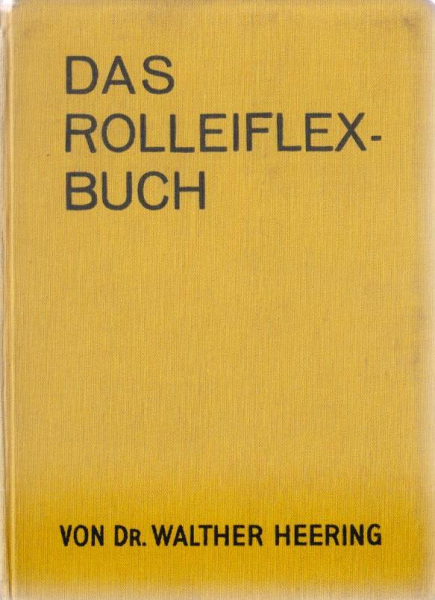 DAS
ROLLEIFLEX-
BUCH
VON DR. WALTHER HEERING